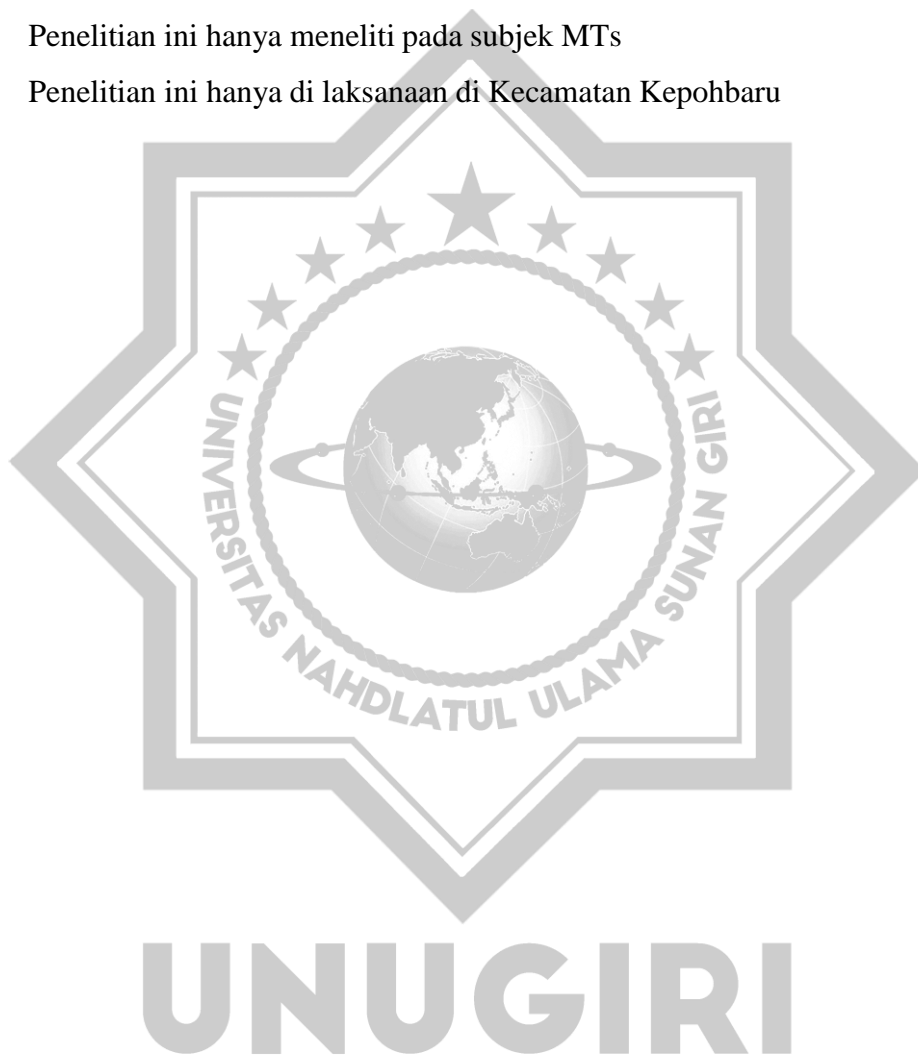 Penelitian ini hanya meneliti pada subjek MTs
Penelitian ini hanya di laksanaan di Kecamatan Kepohbaru
UNIVERSITAS NAHDLATUL ULAMA SUNAN GIRI
UNUGIRI